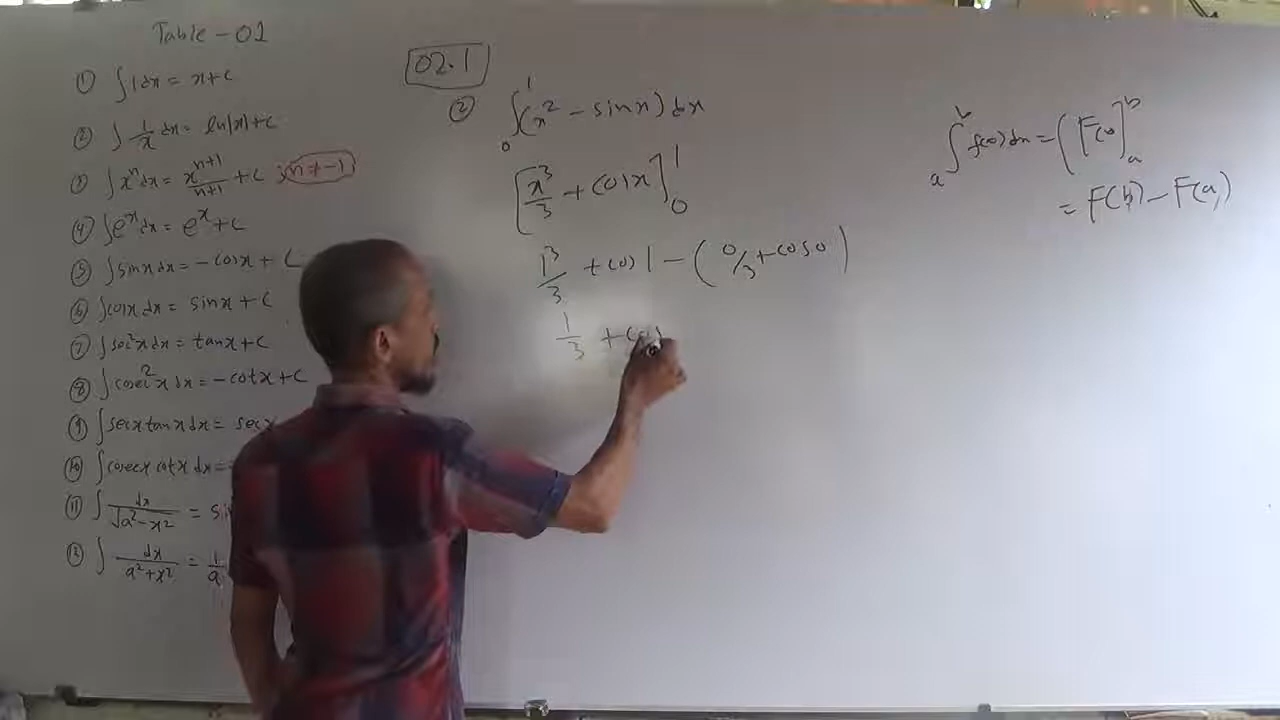 Table - 01
① ∫1dx = x+c
② ∫ 1/x dx = ln|x|+c
③ ∫x^n dx = x^(n+1)/(n+1) + c ; n ≠ -1
④ ∫e^x dx = e^x + c
⑤ ∫sinx dx = -cosx + c
⑥ ∫cosx dx = sinx + c
⑦ ∫sec²x dx = tanx + c
⑧ ∫cosec²x dx = -cotx + c
⑨ ∫secx tanx dx = secx
⑩ ∫cosecx cotx dx =
⑪ ∫ dx/√(a²-x²) = sin
⑫ ∫ dx/(a²+x²) = 1/a
02.1
② ∫₀¹(x² - sinx) dx
[x³/3 + cosx]₀¹
1³/3 + cos1 - (0/3 + cos0)
1/3 + cos1
∫ₐᵇ f(x) dx = [F(x)]ₐᵇ
= F(b) - F(a)